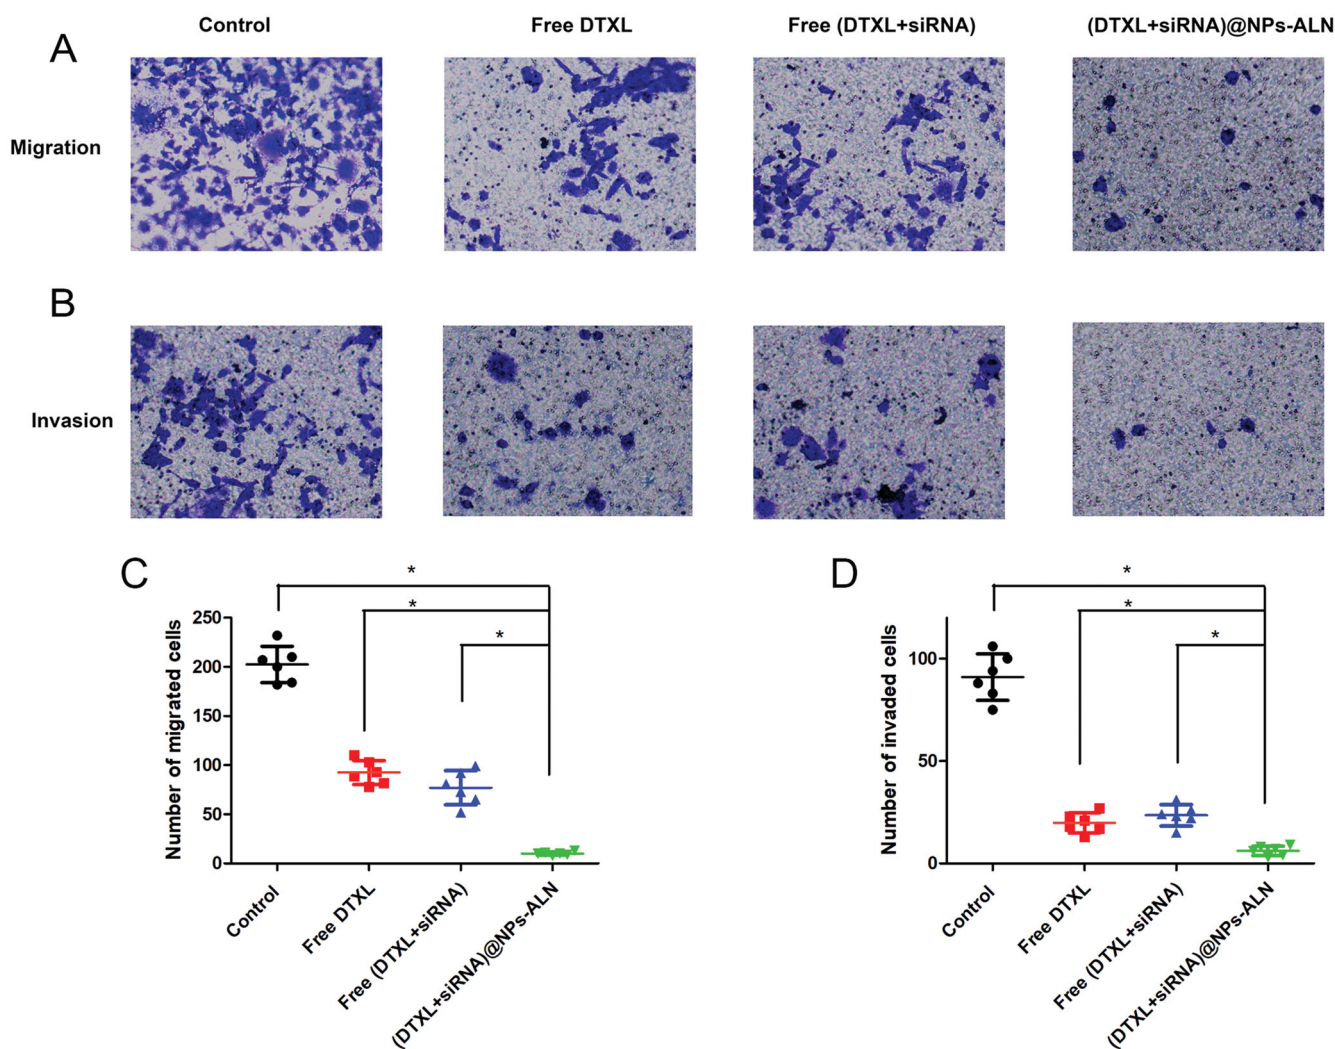 Control
Free DTXL
Free (DTXL+siRNA)
(DTXL+siRNA)@NPs-ALN
A
Migration
B
Invasion
C
*
*
*
Number of migrated cells
250
200
150
100
50
0
Control
Free DTXL
Free (DTXL+siRNA)
(DTXL+siRNA)@NPs-ALN
D
*
*
*
Number of invaded cells
100
50
0
Control
Free DTXL
Free (DTXL+siRNA)
(DTXL+siRNA)@NPs-ALN